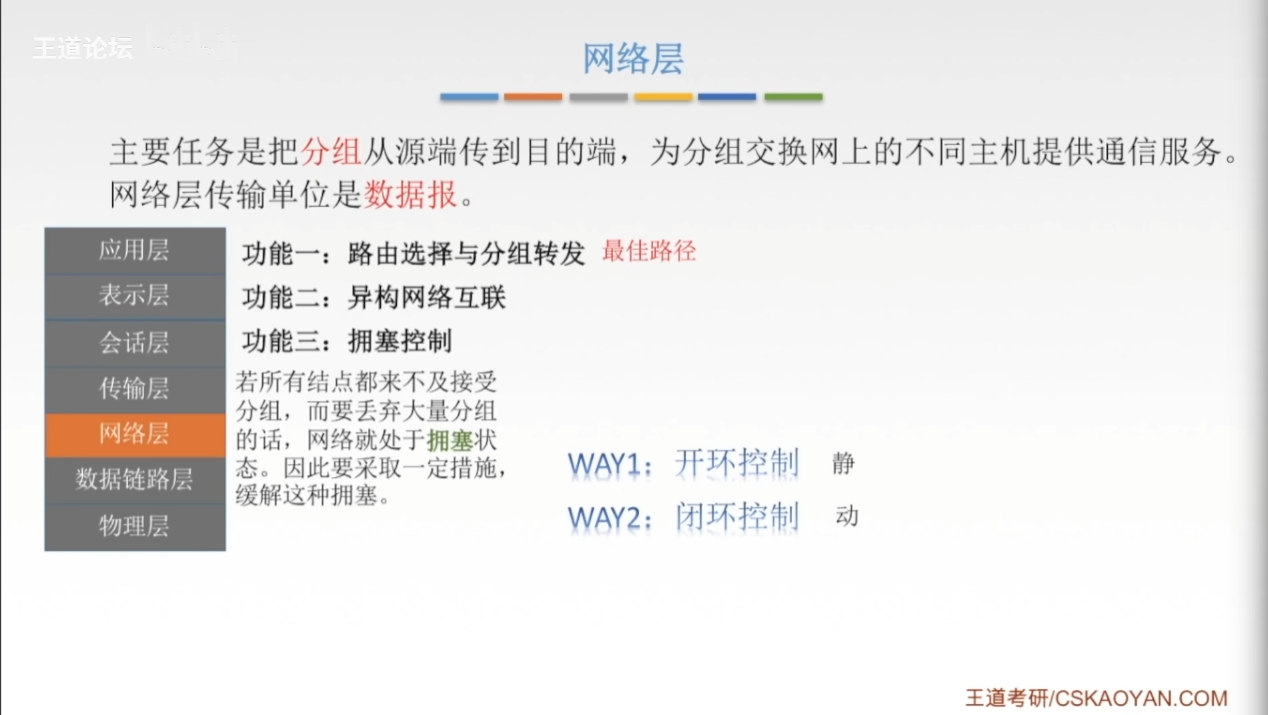 王道论坛
网络层
主要任务是把分组从源端传到目的端，为分组交换网上的不同主机提供通信服务。
网络层传输单位是数据报。
应用层
表示层
会话层
传输层
网络层
数据链路层
物理层
功能一：路由选择与分组转发 最佳路径
功能二：异构网络互联
功能三：拥塞控制
若所有结点都来不及接受
分组，而要丢弃大量分组
的话，网络就处于拥塞状
态。因此要采取一定措施，
缓解这种拥塞。
WAY1：开环控制 静
WAY2：闭环控制 动
王道考研/CSKAOYAN.COM